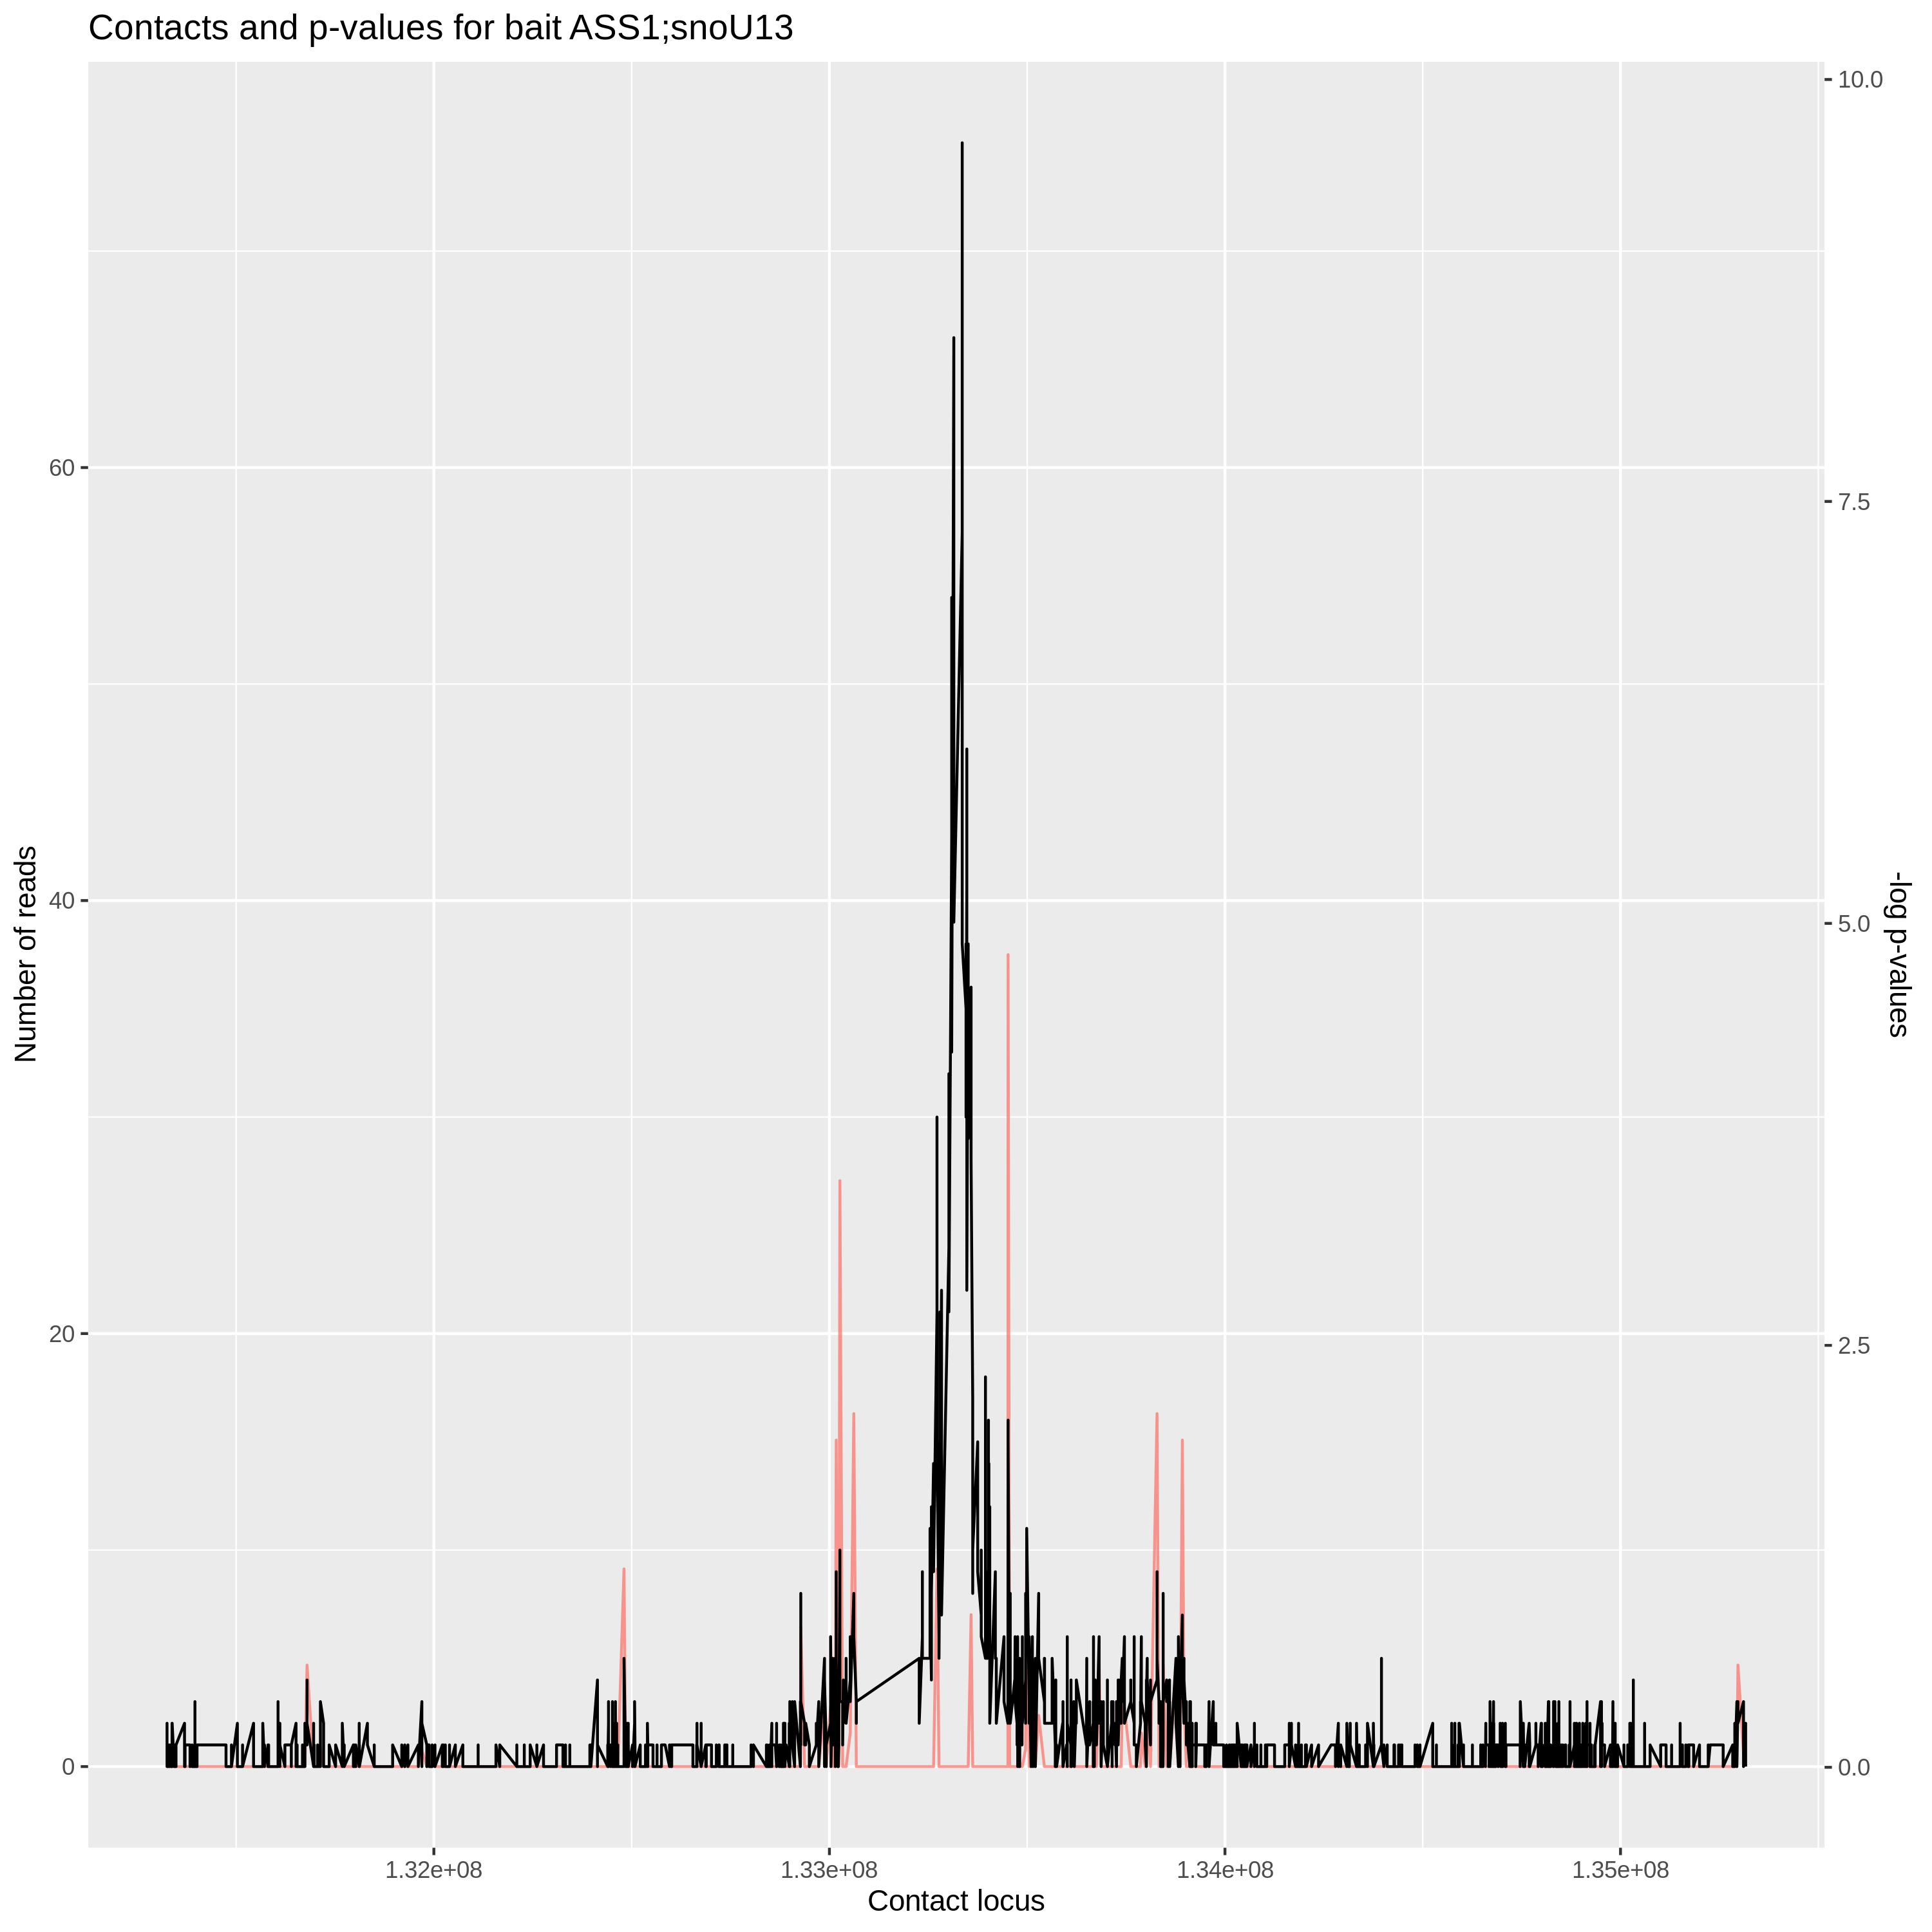 Contacts and p-values for bait ASS1;snoU13
Number of reads
60
40
20
0
10.0
7.5
5.0
2.5
0.0
-log p-values
1.32e+08
1.33e+08
1.34e+08
1.35e+08
Contact locus